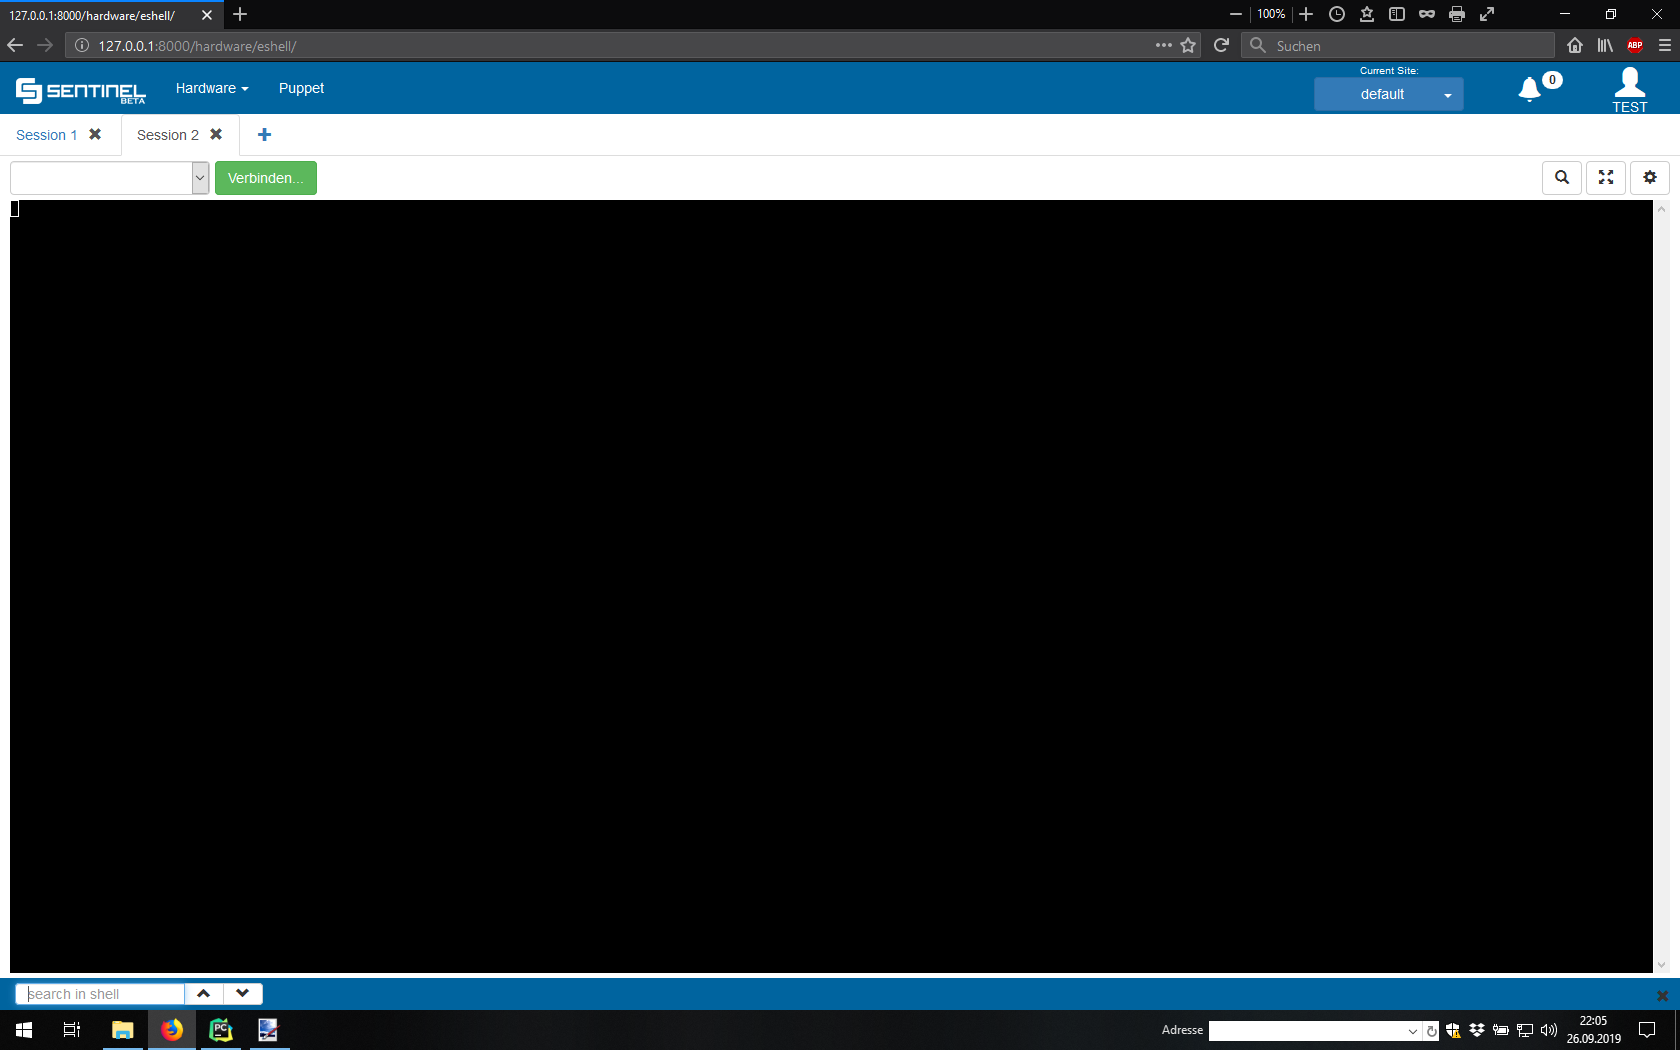 127.0.0.1:8000/hardware/eshell/
100%
127.0.0.1:8000/hardware/eshell/
Suchen
ABP
SENTINEL
BETA
Hardware
Puppet
Current Site:
default
0
TEST
Session 1
Session 2
Verbinden...
search in shell
PC
Adresse
22:05
26.09.2019